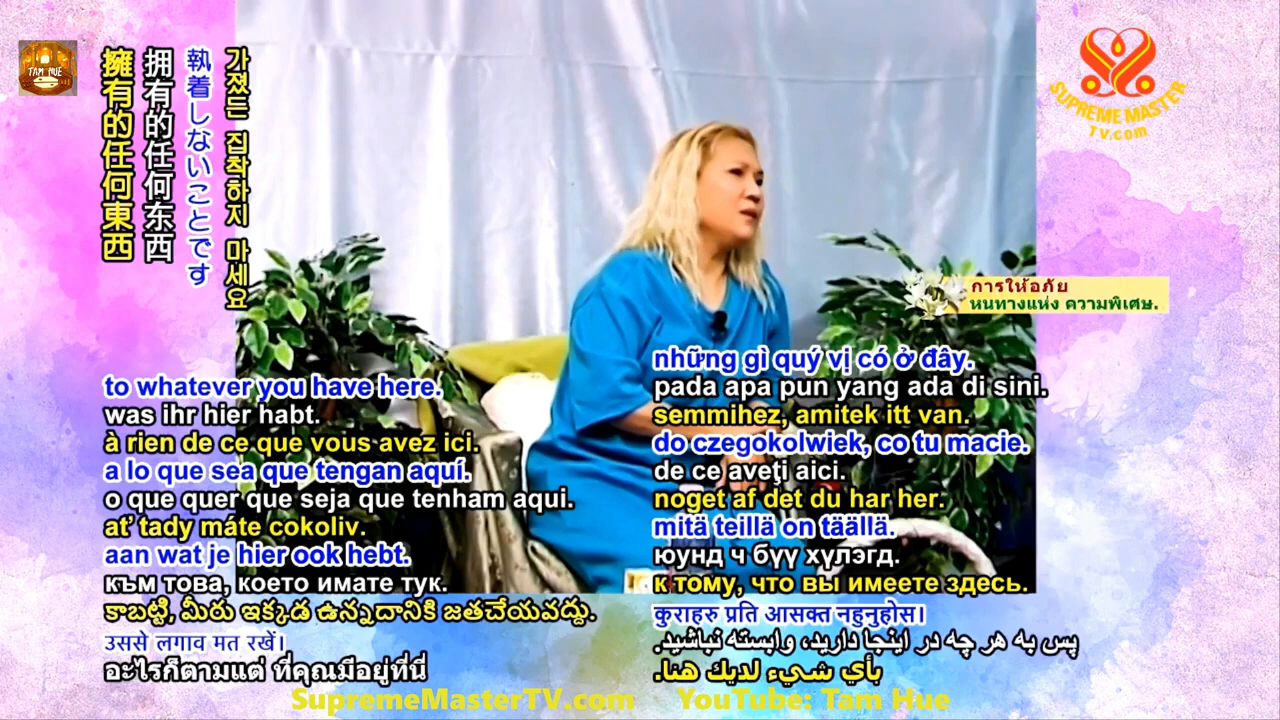 TAM HUE
擁有的任何東西
拥有的任何东西
執着しないことです
가졌든 집착하지 마세요
SUPREME MASTER
TV.com
การให้อภัย
หนทางแห่ง ความพิเศษ.
to whatever you have here.
was ihr hier habt.
à rien de ce que vous avez ici.
a lo que sea que tengan aquí.
o que quer que seja que tenham aqui.
ať tady máte cokoliv.
aan wat je hier ook hebt.
към това, което имате тук.
కాబట్టి, మీరు ఇక్కడ ఉన్నదానికి జతచేయవద్దు.
उससे लगाव मत रखें।
อะไรก็ตามแต่ ที่คุณมีอยู่ที่นี่
những gì quý vị có ở đây.
pada apa pun yang ada di sini.
semmihez, amitek itt van.
do czegokolwiek, co tu macie.
de ce aveţi aici.
noget af det du har her.
mitä teillä on täällä.
юунд ч бүү хүлэгд.
к тому, что вы имеете здесь.
कुराहरु प्रति आसक्त नहुनुहोस।
پس به هر چه در اینجا دارید، وابسته نباشید.
بأي شيء لديك هنا.
SupremeMasterTV.com YouTube: Tam Hue